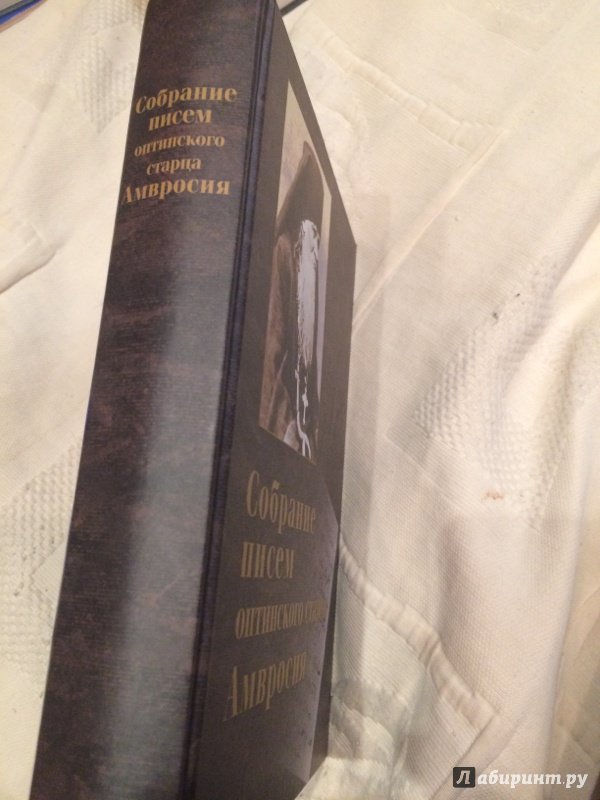 Собрание
писем
оптинского
старца
Амвросия
Собрание
писем
оптинского старца
Амвросия
Лабиринт.ру